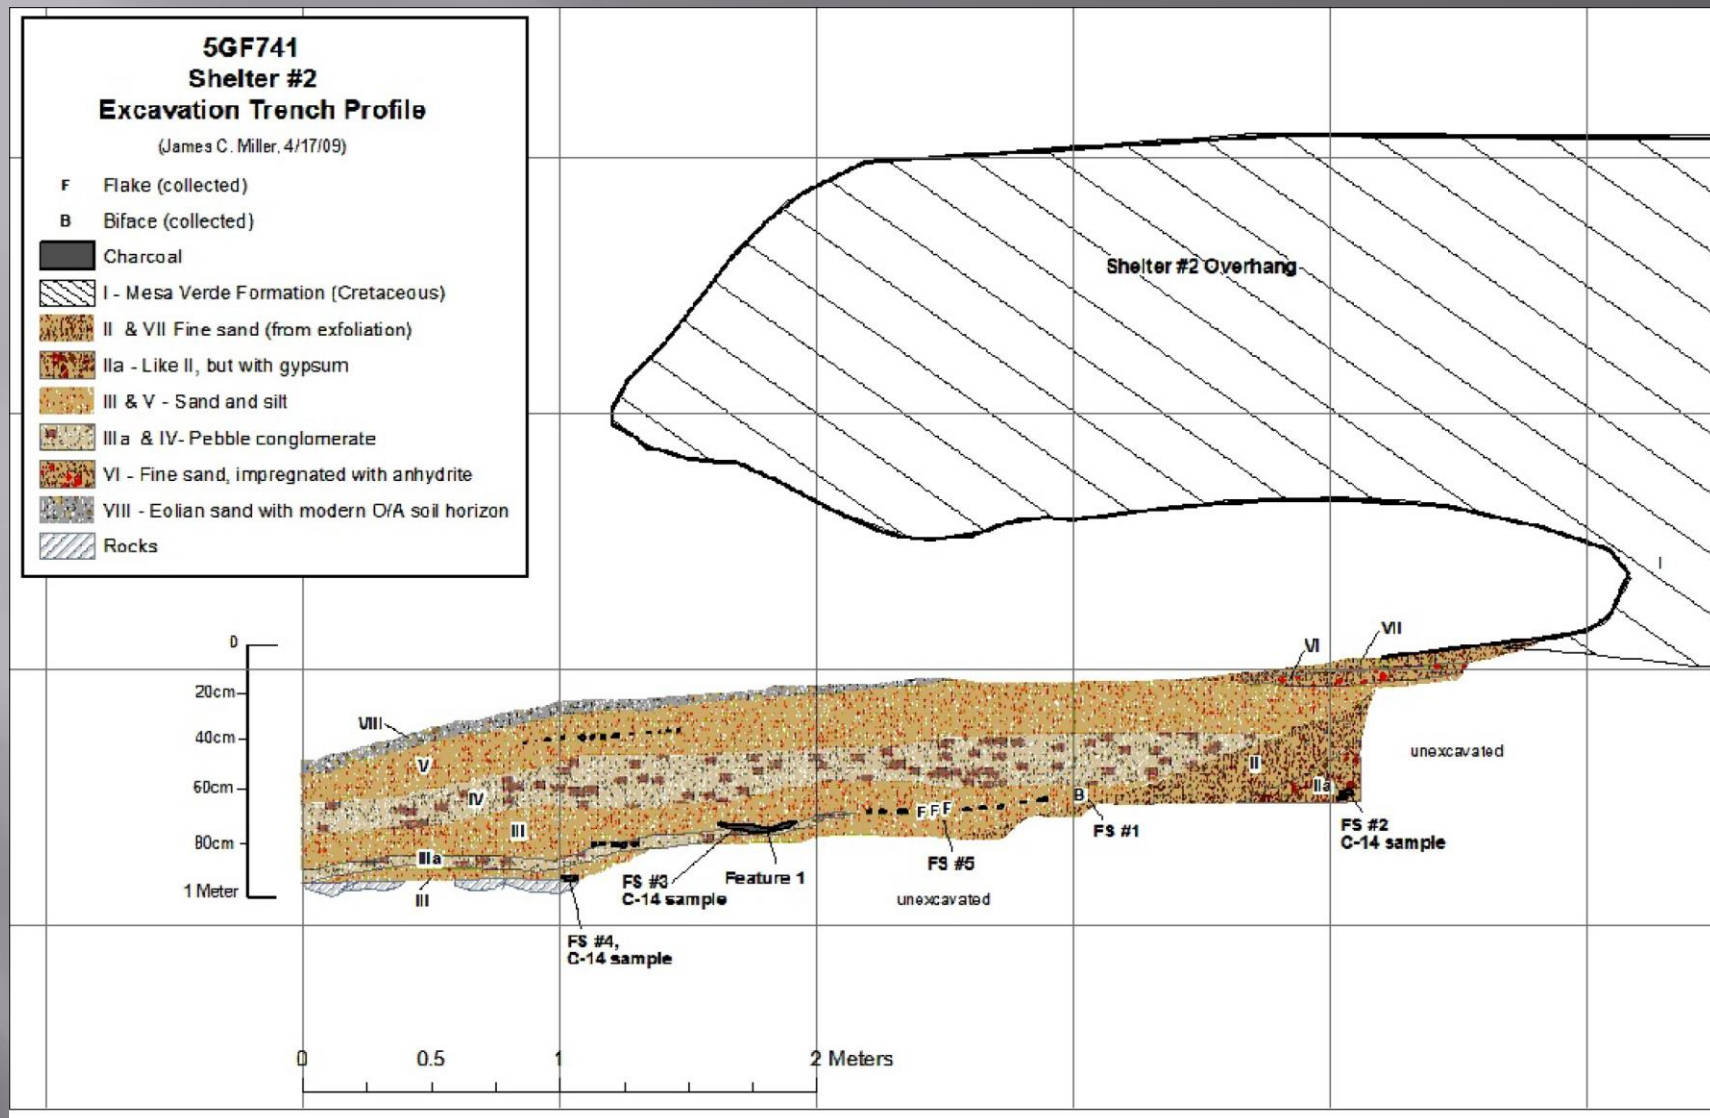 5GF741
Shelter #2
Excavation Trench Profile
(James C. Miller, 4/17/09)
F Flake (collected)
B Biface (collected)
Charcoal
I - Mesa Verde Formation (Cretaceous)
II & VII Fine sand (from exfoliation)
IIa - Like II, but with gypsum
III & V - Sand and silt
IIIa & IV- Pebble conglomerate
VI - Fine sand, impregnated with anhydrite
VIII - Eolian sand with modern O/A soil horizon
Rocks
Shelter #2 Overhang
I
0
20cm
40cm
60cm
80cm
1 Meter
VII
VI
VIII
V
IV
III
IIIa
III
II
IIa
unexcavated
B
F F F
FS #1
FS #2
C-14 sample
FS #5
Feature 1
FS #3
C-14 sample
unexcavated
FS #4,
C-14 sample
0 0.5 1 2 Meters